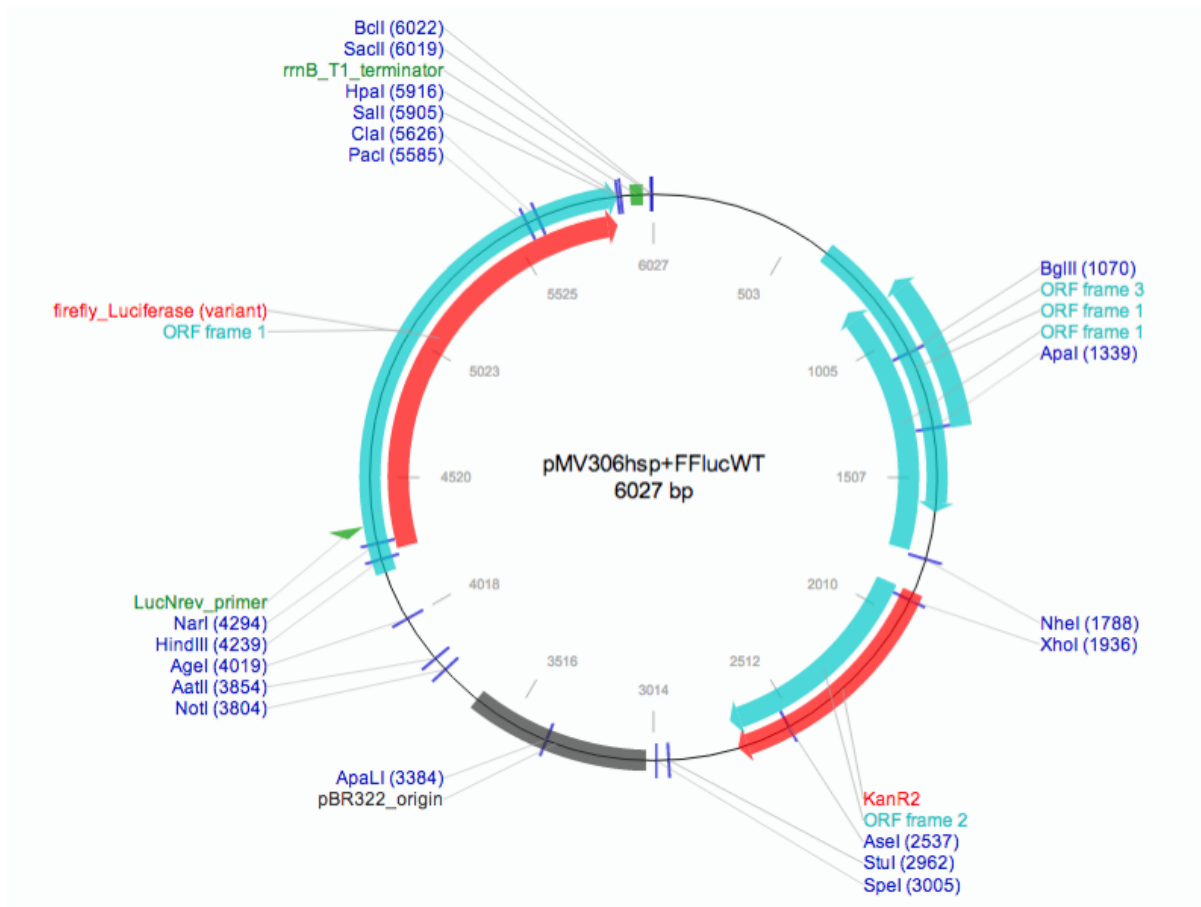 BclI (6022)
SacII (6019)
rrnB_T1_terminator
HpaI (5916)
SalI (5905)
ClaI (5626)
PacI (5585)
6027
5525
503
BglII (1070)
ORF frame 3
ORF frame 1
ORF frame 1
ApaI (1339)
firefly_Luciferase (variant)
ORF frame 1
5023
1005
pMV306hsp+FFlucWT
6027 bp
4520
1507
LucNrev_primer
NarI (4294)
HindIII (4239)
AgeI (4019)
AatII (3854)
NotI (3804)
4018
2010
NheI (1788)
XhoI (1936)
3516
2512
3014
ApaLI (3384)
pBR322_origin
KanR2
ORF frame 2
AseI (2537)
StuI (2962)
SpeI (3005)